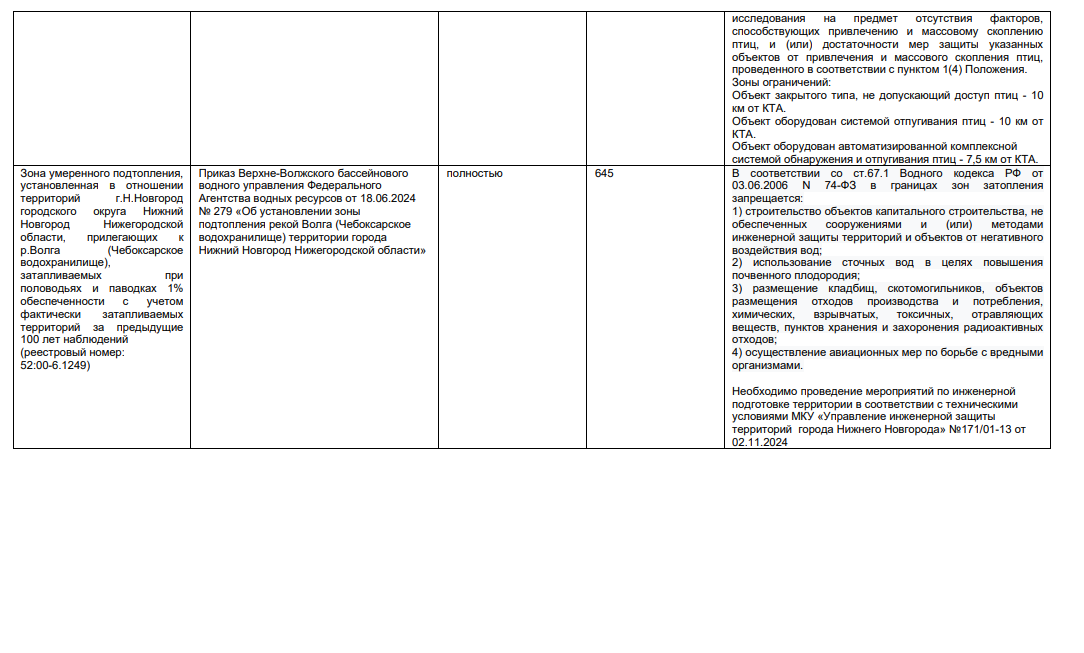 исследования на предмет отсутствия факторов,
способствующих привлечению и массовому скоплению
птиц, и (или) достаточности мер защиты указанных
объектов от привлечения и массового скопления птиц,
проведенного в соответствии с пунктом 1(4) Положения.
Зоны ограничений:
Объект закрытого типа, не допускающий доступ птиц - 10
км от КТА.
Объект оборудован системой отпугивания птиц - 10 км от
КТА.
Объект оборудован автоматизированной комплексной
системой обнаружения и отпугивания птиц - 7,5 км от КТА.
Зона умеренного подтопления,
установленная в отношении
территорий г.Н.Новгород
городского округа Нижний
Новгород Нижегородской
области, прилегающих к
р.Волга (Чебоксарское
водохранилище),
затапливаемых при
половодьях и паводках 1%
обеспеченности с учетом
фактически затапливаемых
территорий за предыдущие
100 лет наблюдений
(реестровый номер:
52:00-6.1249)
Приказ Верхне-Волжского бассейнового
водного управления Федерального
Агентства водных ресурсов от 18.06.2024
№ 279 «Об установлении зоны
подтопления рекой Волга (Чебоксарское
водохранилище) территории города
Нижний Новгород Нижегородской области»
полностью
645
В соответствии со ст.67.1 Водного кодекса РФ от
03.06.2006 N 74-ФЗ в границах зон затопления
запрещается:
1) строительство объектов капитального строительства, не
обеспеченных сооружениями и (или) методами
инженерной защиты территорий и объектов от негативного
воздействия вод;
2) использование сточных вод в целях повышения
почвенного плодородия;
3) размещение кладбищ, скотомогильников, объектов
размещения отходов производства и потребления,
химических, взрывчатых, токсичных, отравляющих
веществ, пунктов хранения и захоронения радиоактивных
отходов;
4) осуществление авиационных мер по борьбе с вредными
организмами.
Необходимо проведение мероприятий по инженерной
подготовке территории в соответствии с техническими
условиями МКУ «Управление инженерной защиты
территорий города Нижнего Новгорода» №171/01-13 от
02.11.2024